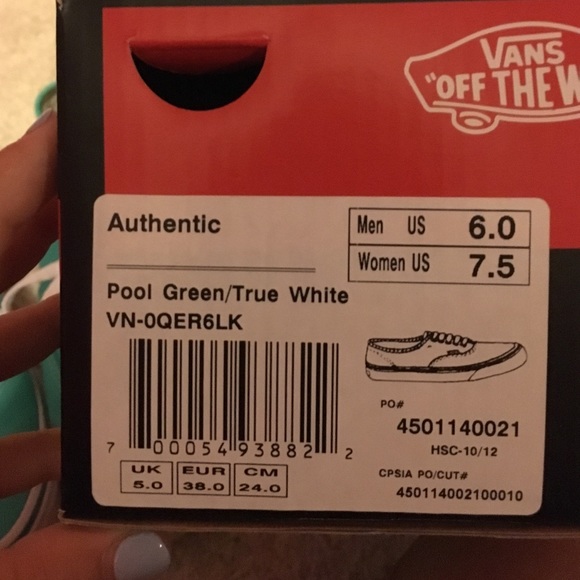 VANS
"OFF THE W
Authentic
Men US 6.0
Women US 7.5
Pool Green/True White
VN-0QER6LK
PO#
4501140021
HSC-10/12
7 00054 93882 2
CPSIA PO/CUT#
450114002100010
UK EUR CM
5.0 38.0 24.0